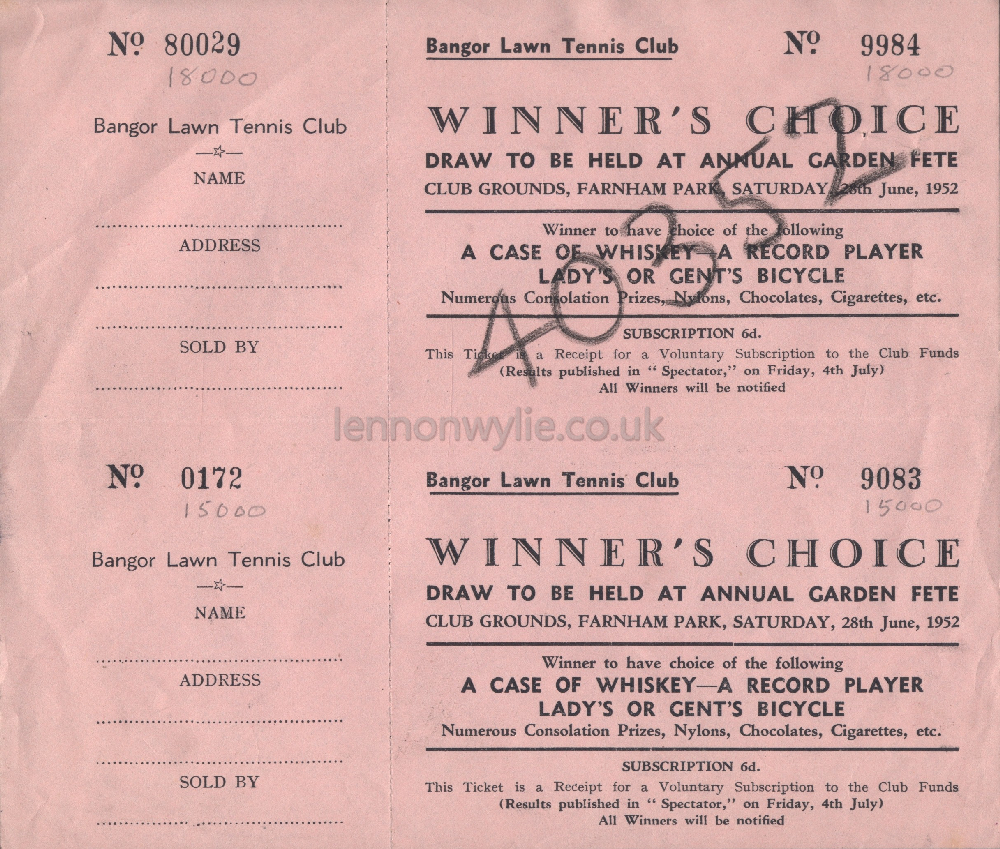 Nº 80029
18000
Bangor Lawn Tennis Club
NAME
ADDRESS
SOLD BY
Bangor Lawn Tennis Club Nº 9984
18000
WINNER'S CHOICE
DRAW TO BE HELD AT ANNUAL GARDEN FETE
CLUB GROUNDS, FARNHAM PARK, SATURDAY, 28th June, 1952
Winner to have choice of the following
A CASE OF WHISKEY—A RECORD PLAYER
LADY'S OR GENT'S BICYCLE
Numerous Consolation Prizes, Nylons, Chocolates, Cigarettes, etc.
SUBSCRIPTION 6d.
This Ticket is a Receipt for a Voluntary Subscription to the Club Funds
(Results published in " Spectator," on Friday, 4th July)
All Winners will be notified
40352
lennonwylie.co.uk
Nº 0172
15000
Bangor Lawn Tennis Club
NAME
ADDRESS
SOLD BY
Bangor Lawn Tennis Club Nº 9083
15000
WINNER'S CHOICE
DRAW TO BE HELD AT ANNUAL GARDEN FETE
CLUB GROUNDS, FARNHAM PARK, SATURDAY, 28th June, 1952
Winner to have choice of the following
A CASE OF WHISKEY—A RECORD PLAYER
LADY'S OR GENT'S BICYCLE
Numerous Consolation Prizes, Nylons, Chocolates, Cigarettes, etc.
SUBSCRIPTION 6d.
This Ticket is a Receipt for a Voluntary Subscription to the Club Funds
(Results published in " Spectator," on Friday, 4th July)
All Winners will be notified